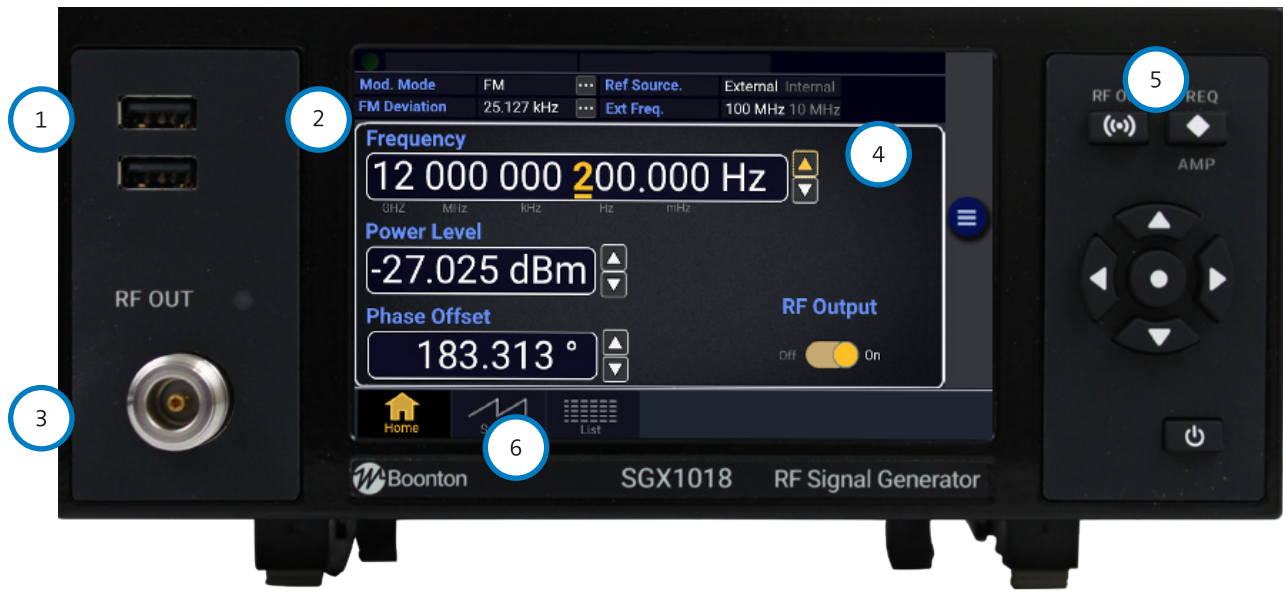 1
2
3
4
5
6
RF OUT
Mod. Mode FM ... Ref Source. External Internal
FM Deviation 25.127 kHz ... Ext Freq. 100 MHz 10 MHz
Frequency
12 000 000 200.000 Hz
GHZ MHz kHz Hz mHz
Power Level
-27.025 dBm
Phase Offset
183.313 °
RF Output
Off On
Home List
Boonton SGX1018 RF Signal Generator
RF
AMP